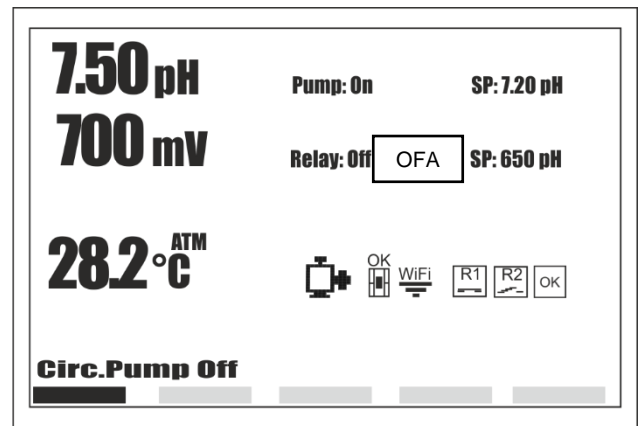 7.50 pH Pump: On SP: 7.20 pH
700 mV Relay: Off OFA SP: 650 pH
28.2°C ATM
OK WiFi R1 R2 OK
Circ.Pump Off